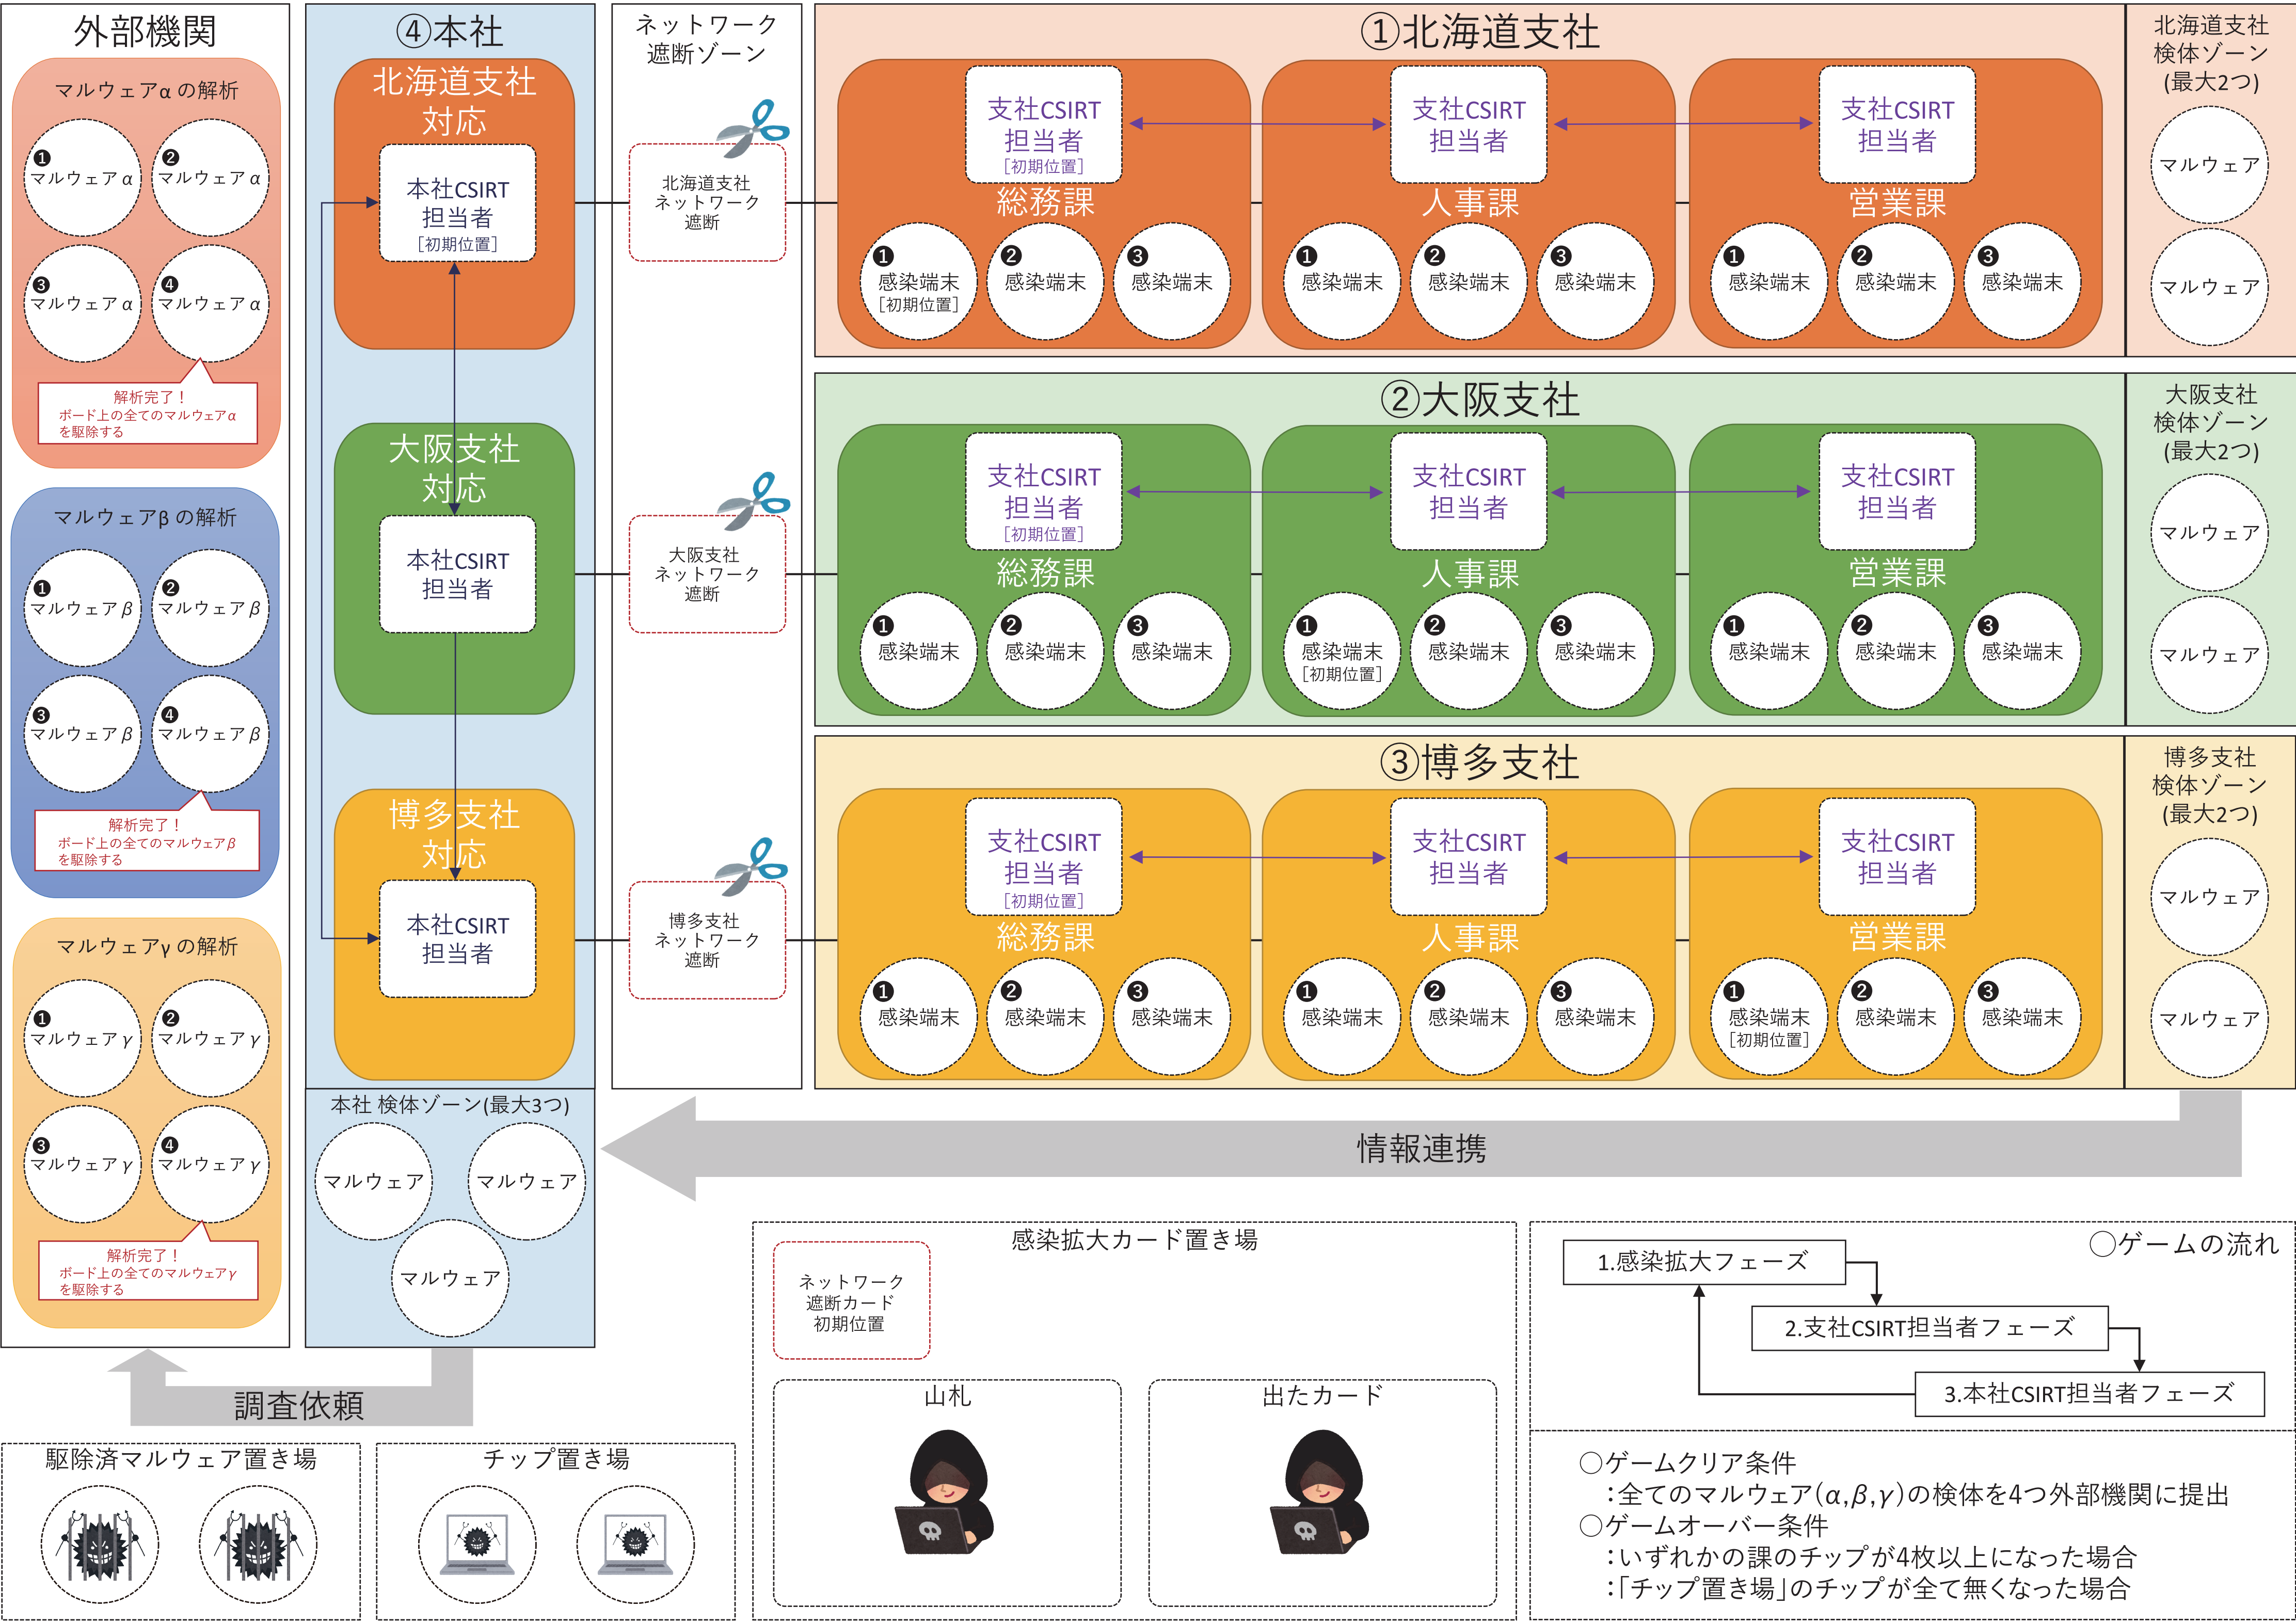 外部機関
マルウェアα の解析
❶
マルウェアα
❷
マルウェアα
❸
マルウェアα
❹
マルウェアα
解析完了！
ボード上の全てのマルウェアα
を駆除する
マルウェアβ の解析
❶
マルウェアβ
❷
マルウェアβ
❸
マルウェアβ
❹
マルウェアβ
解析完了！
ボード上の全てのマルウェアβ
を駆除する
マルウェアγ の解析
❶
マルウェアγ
❷
マルウェアγ
❸
マルウェアγ
❹
マルウェアγ
解析完了！
ボード上の全てのマルウェアγ
を駆除する
④本社
北海道支社
対応
本社CSIRT
担当者
［初期位置］
大阪支社
対応
本社CSIRT
担当者
博多支社
対応
本社CSIRT
担当者
本社 検体ゾーン(最大3つ)
マルウェア
マルウェア
マルウェア
ネットワーク
遮断ゾーン
北海道支社
ネットワーク
遮断
大阪支社
ネットワーク
遮断
博多支社
ネットワーク
遮断
①北海道支社
支社CSIRT
担当者
［初期位置］
総務課
❶
感染端末
［初期位置］
❷
感染端末
❸
感染端末
支社CSIRT
担当者
人事課
❶
感染端末
❷
感染端末
❸
感染端末
支社CSIRT
担当者
営業課
❶
感染端末
❷
感染端末
❸
感染端末
北海道支社
検体ゾーン
(最大2つ)
マルウェア
マルウェア
②大阪支社
支社CSIRT
担当者
［初期位置］
総務課
❶
感染端末
❷
感染端末
❸
感染端末
支社CSIRT
担当者
人事課
❶
感染端末
［初期位置］
❷
感染端末
❸
感染端末
支社CSIRT
担当者
営業課
❶
感染端末
❷
感染端末
❸
感染端末
大阪支社
検体ゾーン
(最大2つ)
マルウェア
マルウェア
③博多支社
支社CSIRT
担当者
［初期位置］
総務課
❶
感染端末
❷
感染端末
❸
感染端末
支社CSIRT
担当者
人事課
❶
感染端末
❷
感染端末
❸
感染端末
支社CSIRT
担当者
営業課
❶
感染端末
［初期位置］
❷
感染端末
❸
感染端末
博多支社
検体ゾーン
(最大2つ)
マルウェア
マルウェア
情報連携
調査依頼
駆除済マルウェア置き場
チップ置き場
感染拡大カード置き場
ネットワーク
遮断カード
初期位置
山札
出たカード
○ゲームの流れ
1.感染拡大フェーズ
2.支社CSIRT担当者フェーズ
3.本社CSIRT担当者フェーズ
○ゲームクリア条件
：全てのマルウェア(α,β,γ)の検体を4つ外部機関に提出
○ゲームオーバー条件
：いずれかの課のチップが4枚以上になった場合
：「チップ置き場」のチップが全て無くなった場合